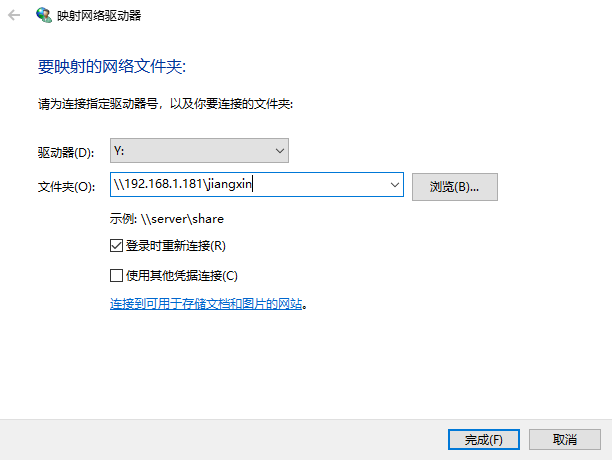 映射网络驱动器
要映射的网络文件夹:
请为连接指定驱动器号，以及你要连接的文件夹:
驱动器(D): Y:
文件夹(O): \\192.168.1.181\jiangxin 浏览(B)...
示例: \\server\share
登录时重新连接(R)
使用其他凭据连接(C)
连接到可用于存储文档和图片的网站。
完成(F) 取消